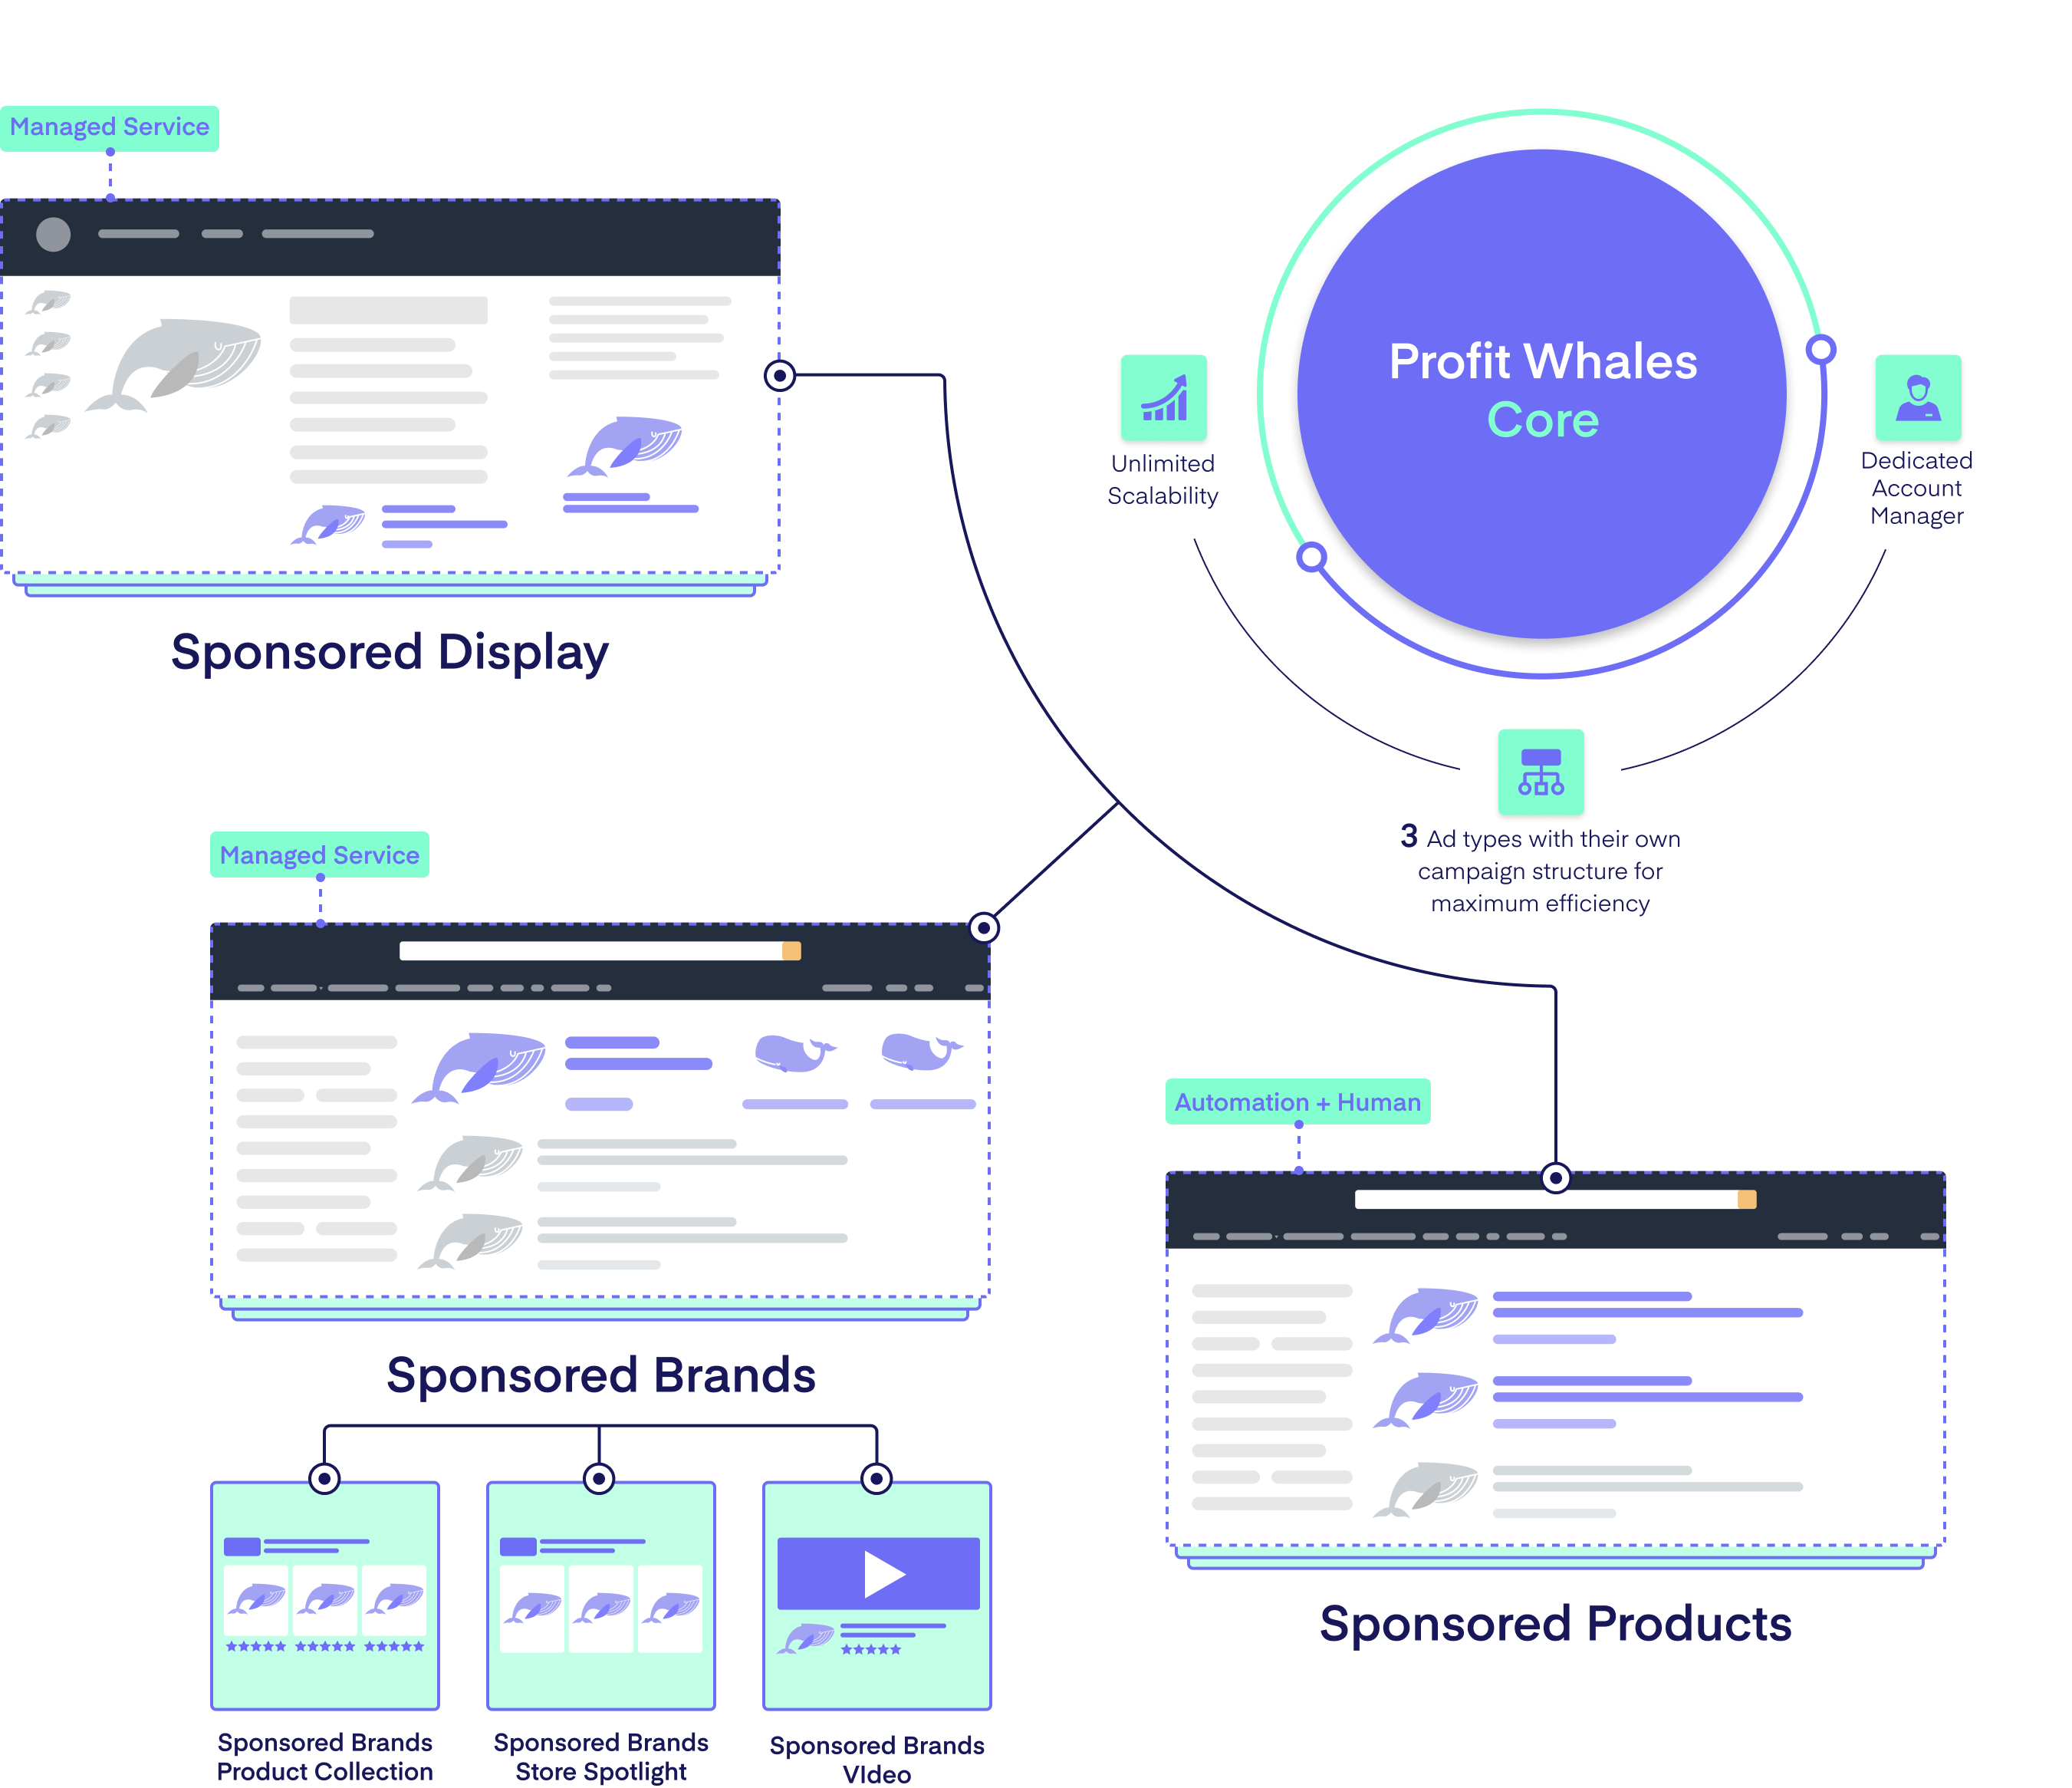 Managed Service
Sponsored Display
Profit Whales
Core
Unlimited
Scalability
Dedicated
Account
Manager
3 Ad types with their own
campaign structure for
maximum efficiency
Managed Service
Sponsored Brands
Sponsored Brands
Product Collection
Sponsored Brands
Store Spotlight
Sponsored Brands
VIdeo
Automation + Human
Sponsored Products